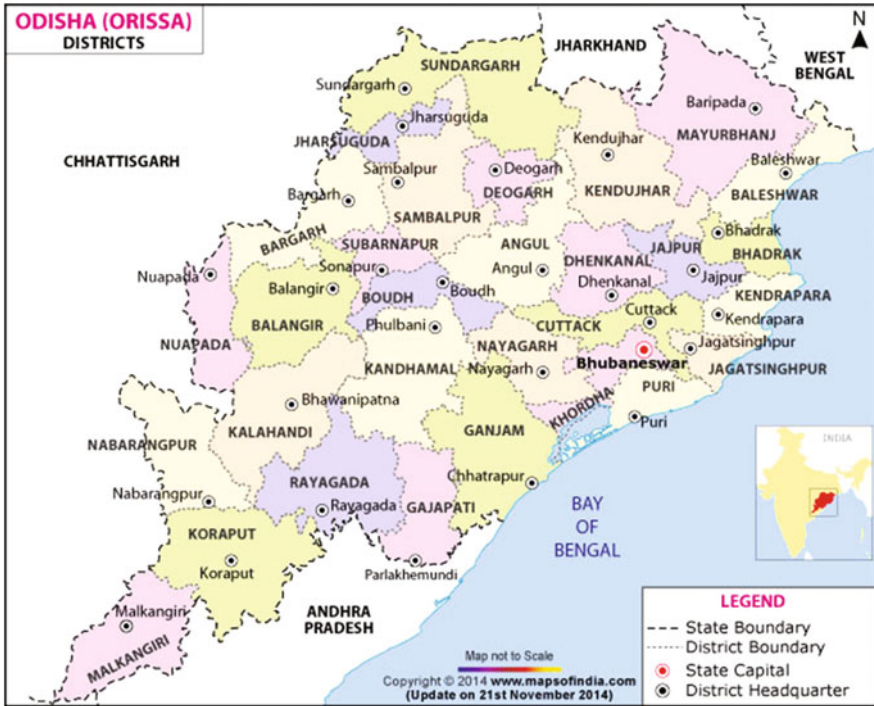 ODISHA (ORISSA)
DISTRICTS
N
JHARKHAND
WEST
BENGAL
SUNDARGARH
Sundargarh
Baripada
MAYURBHANJ
Jharsuguda
JHARSUGUDA
Kendujhar
KENDUJHAR
CHHATTISGARH
Sambalpur
SAMBALPUR
Deogarh
DEOGARH
Baleshwar
BALESHWAR
Bargarh
BARGARH
SUBARNAPUR
Sonapur
ANGUL
Angul
DHENKANAL
Dhenkanal
JAJPUR
Jajpur
Bhadrak
BHADRAK
Nuapada
NUAPADA
Balangir
BALANGIR
BOUDH
Boudh
KENDRAPARA
Kendrapara
Phulbani
KANDHAMAL
CUTTACK
Cuttack
NAYAGARH
Nayagarh
Bhubaneswar
Jagatsinghpur
JAGATSINGHPUR
KHORDHA
PURI
Puri
Bhawanipatna
KALAHANDI
GANJAM
Chhatrapur
NABARANGPUR
Nabarangpur
RAYAGADA
Rayagada
GAJAPATI
Parlakhemundi
KORAPUT
Koraput
Malkangiri
MALKANGIRI
ANDHRA
PRADESH
BAY
OF
BENGAL
INDIA
LEGEND
State Boundary
District Boundary
State Capital
District Headquarter
Map not to Scale
Copyright © 2014 www.mapsofindia.com
(Update on 21st November 2014)